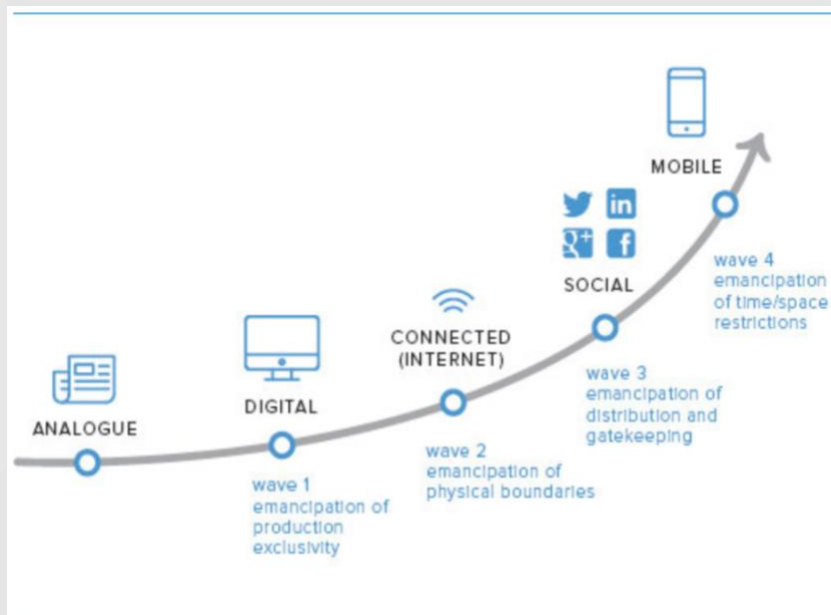 ANALOGUE
DIGITAL
wave 1
emancipation of
production
exclusivity
CONNECTED
(INTERNET)
wave 2
emancipation of
physical boundaries
in
g+
f
SOCIAL
wave 3
emancipation of
distribution and
gatekeeping
MOBILE
wave 4
emancipation
of time/space
restrictions